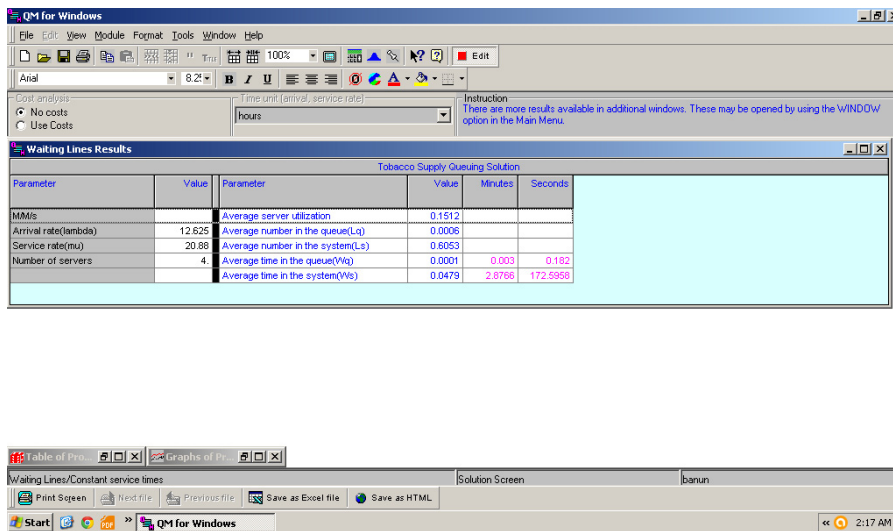 QM for Windows
File Edit View Module Format Tools Window Help
100% Edit
Arial 8.2 B I U
Cost analysis
No costs
Use Costs
Time unit (arrival, service rate)
hours
Instruction
There are more results available in additional windows. These may be opened by using the WINDOW
option in the Main Menu.
Waiting Lines Results
Tobacco Supply Queuing Solution
Parameter Value Parameter Value Minutes Seconds
M/M/s Average server utilization 0.1512
Arrival rate(lambda) 12.625 Average number in the queue(Lq) 0.0006
Service rate(mu) 20.88 Average number in the system(Ls) 0.6053
Number of servers 4. Average time in the queue(Wq) 0.0001 0.003 0.182
Average time in the system(Ws) 0.0479 2.8766 172.5958
Table of Pro... Graphs of Pr...
Waiting Lines/Constant service times Solution Screen banun
Print Screen Next file Previous file Save as Excel file Save as HTML
Start QM for Windows 2:17 AM